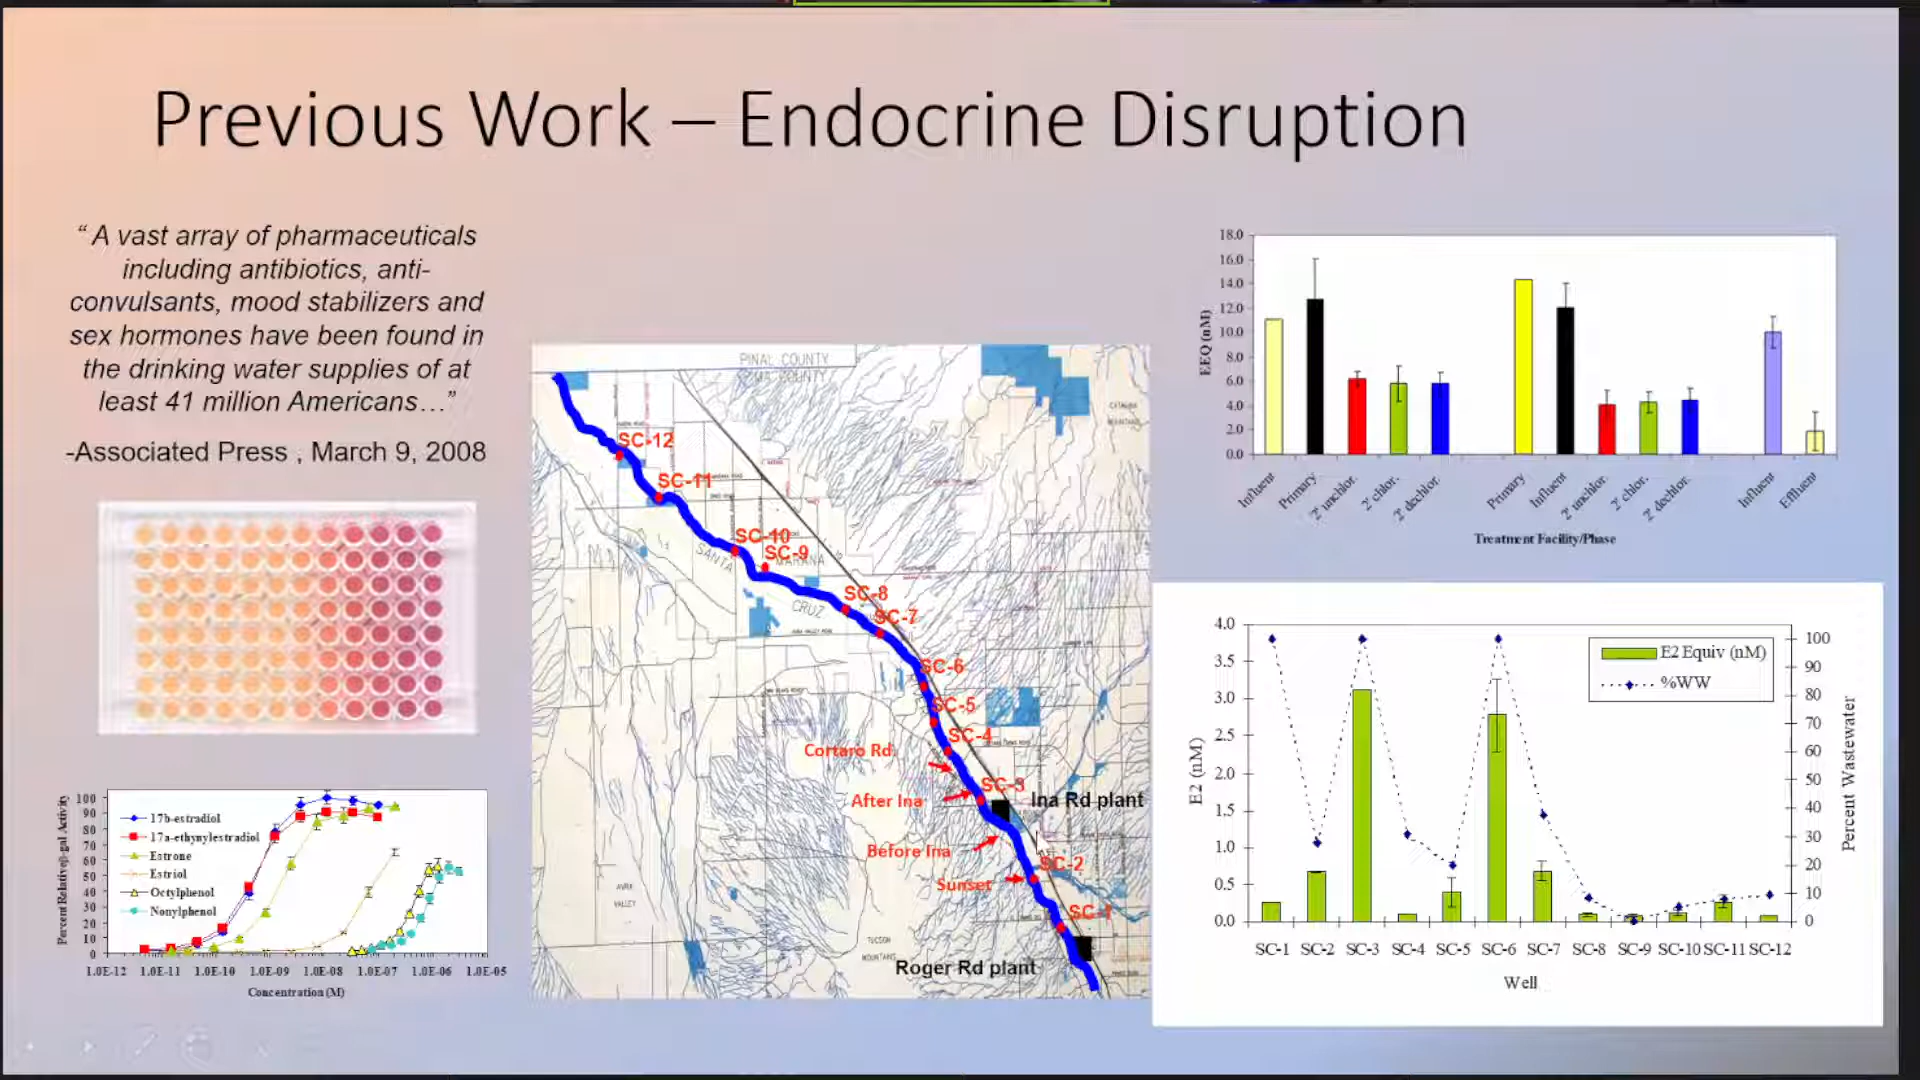 Previous Work – Endocrine Disruption
“ A vast array of pharmaceuticals
including antibiotics, anti-
convulsants, mood stabilizers and
sex hormones have been found in
the drinking water supplies of at
least 41 million Americans…”
-Associated Press , March 9, 2008
Percent Relative β-gal Activity
100
90
80
70
60
50
40
30
20
10
0
17b-estradiol
17a-ethynylestradiol
Estrone
Estriol
Octylphenol
Nonylphenol
1.0E-12 1.0E-11 1.0E-10 1.0E-09 1.0E-08 1.0E-07 1.0E-06 1.0E-05
Concentration (M)
PINAL COUNTY
PIMA COUNTY
SC-12
SC-11
SC-10
SC-9
SANTA
MARANA
SC-8
CRUZ
SC-7
SC-6
SC-5
SC-4
Cortaro Rd
SC-3
After Ina
Ina Rd plant
Before Ina
SC-2
Sunset
AVRA
VALLEY
SC-1
TUCSON
MOUNTAINS
Roger Rd plant
EEQ (nM)
18.0
16.0
14.0
12.0
10.0
8.0
6.0
4.0
2.0
0.0
Influent
Primary
2' unchlor.
2' chlor.
2' dechlor.
Primary
Influent
2' unchlor.
2' chlor.
2' dechlor.
Influent
Effluent
Treatment Facility/Phase
E2 (nM)
4.0
3.5
3.0
2.5
2.0
1.5
1.0
0.5
0.0
E2 Equiv (nM)
%WW
100
90
80
70
60
50
40
30
20
10
0
Percent Wastewater
SC-1 SC-2 SC-3 SC-4 SC-5 SC-6 SC-7 SC-8 SC-9 SC-10 SC-11 SC-12
Well